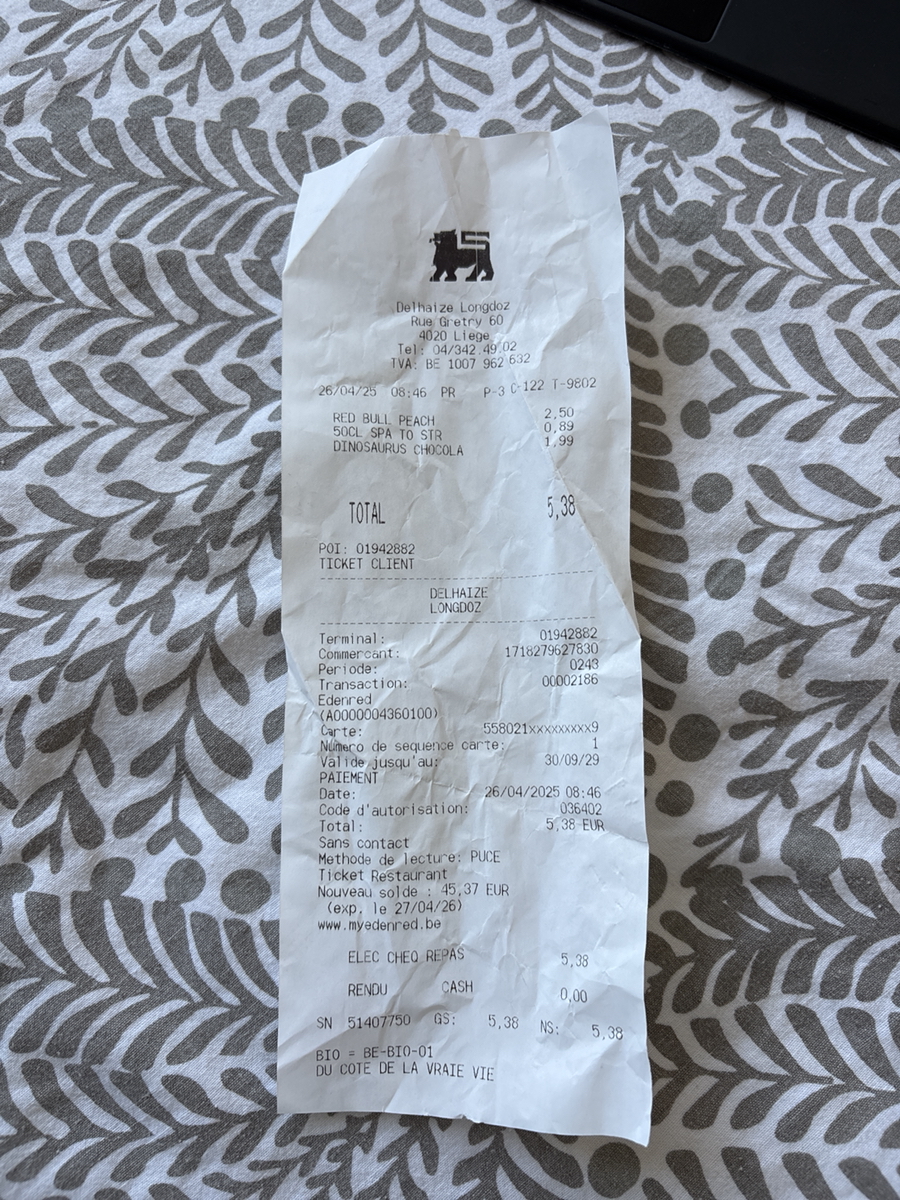 Delhaize Longdoz
Rue Gretry 60
4020 Liege
Tel: 04/342.49.02
TVA: BE 1007 962 632
26/04/25 08:46 PR P-3 C-122 T-9802
RED BULL PEACH 2,50
50CL SPA TO STR 0,89
DINOSAURUS CHOCOLA 1,99
TOTAL 5,38
POI: 01942882
TICKET CLIENT
DELHAIZE
LONGDOZ
Terminal: 01942882
Commercant: 1718279627830
Periode: 0243
Transaction: 00002186
Edenred
(A0000004360100)
Carte: 558021xxxxxxxxx9
Numero de sequence carte: 1
Valide jusqu'au: 30/09/29
PAIEMENT
Date: 26/04/2025 08:46
Code d'autorisation: 036402
Total: 5,38 EUR
Sans contact
Methode de lecture: PUCE
Ticket Restaurant
Nouveau solde : 45,37 EUR
(exp. le 27/04/26)
www.myedenred.be
ELEC CHEQ REPAS 5,38
RENDU CASH 0,00
SN 51407750 GS: 5,38 NS: 5,38
BIO = BE-BIO-01
DU COTE DE LA VRAIE VIE